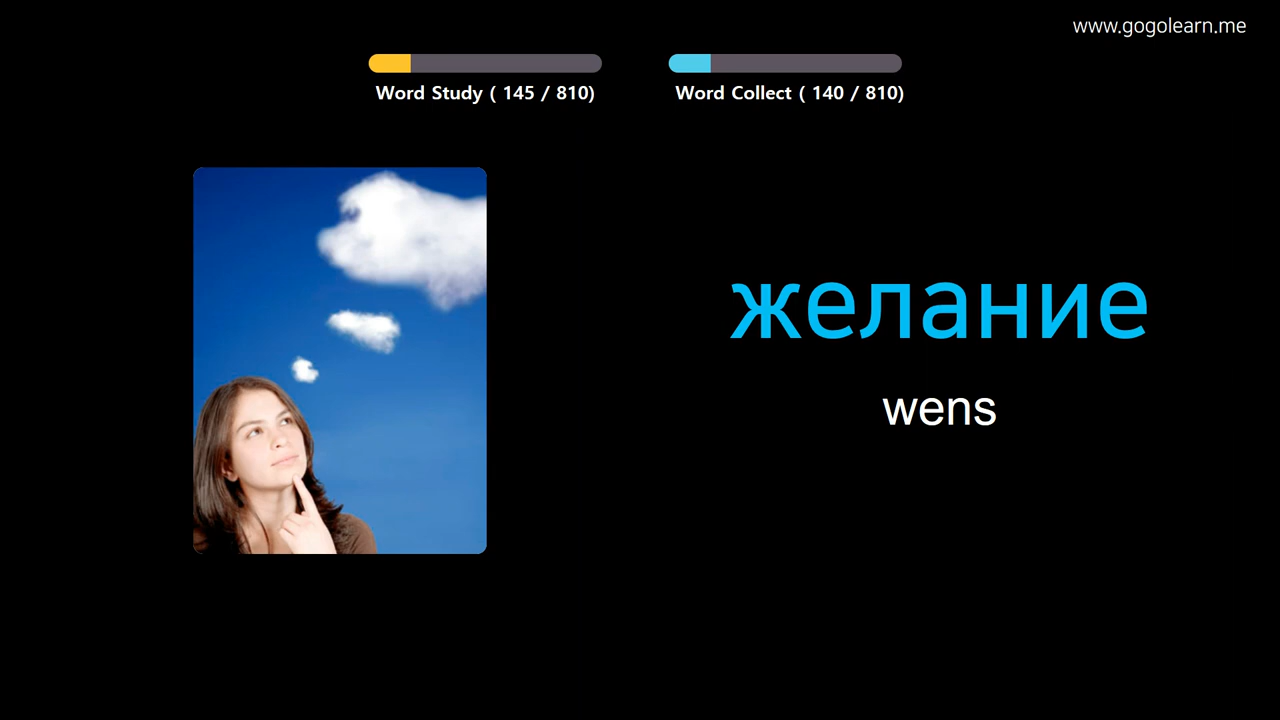 www.gogolearn.me
Word Study ( 145 / 810)
Word Collect ( 140 / 810)
желание
wens